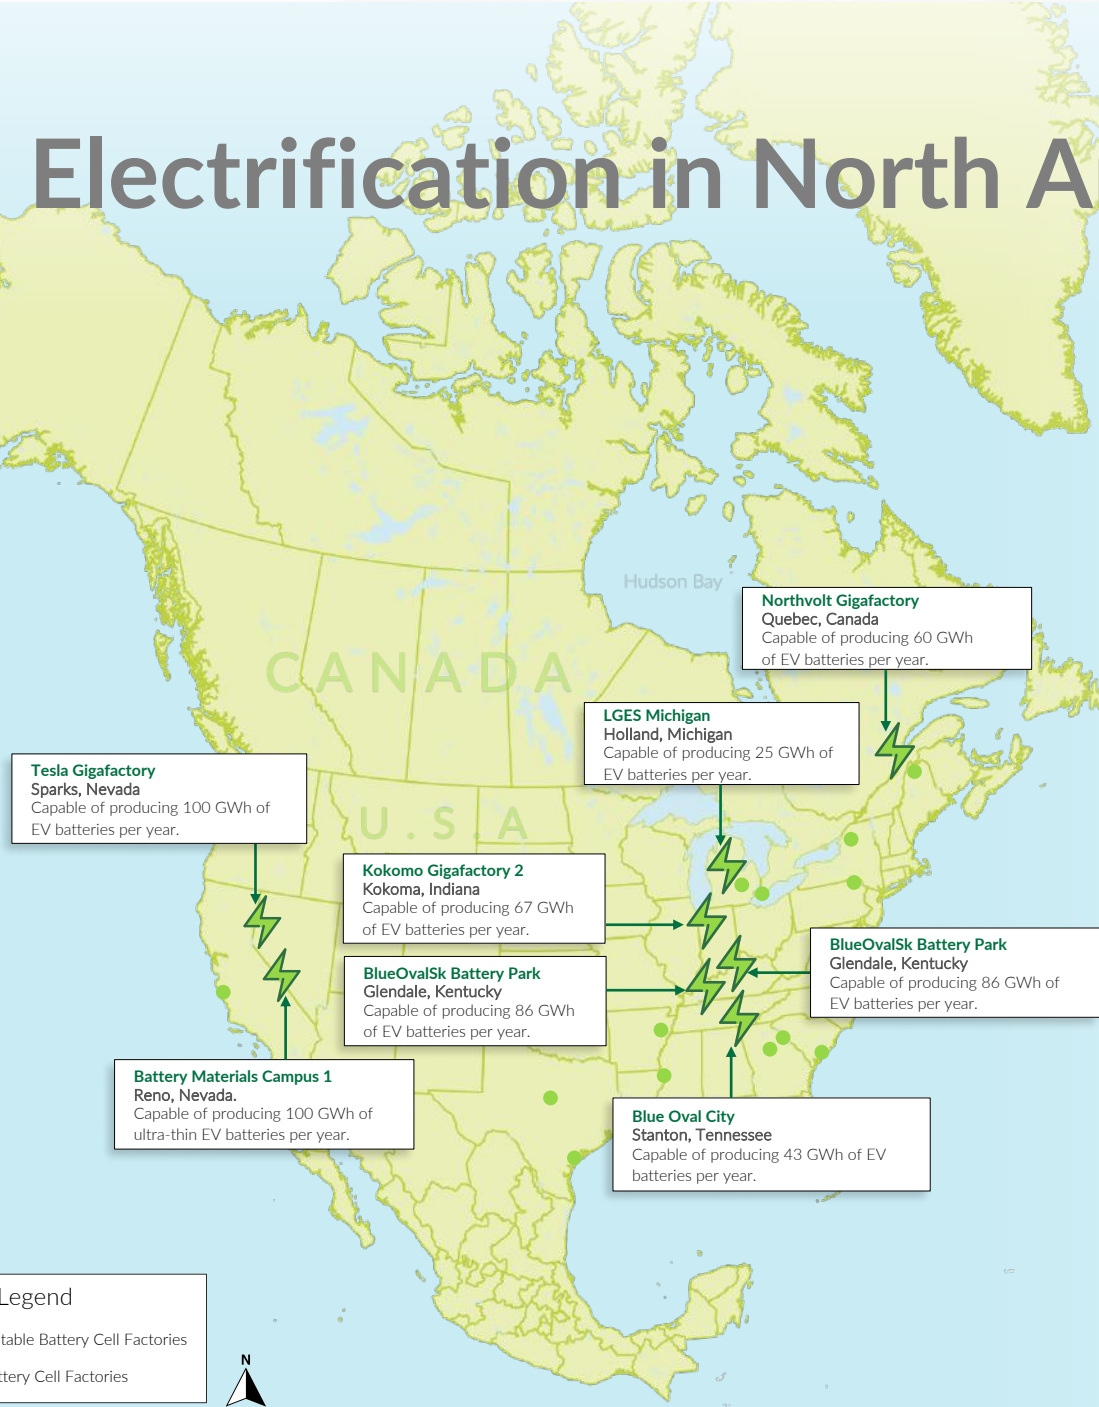 Electrification in North A
Hudson Bay
Northvolt Gigafactory
Quebec, Canada
Capable of producing 60 GWh
of EV batteries per year.
CANADA
LGES Michigan
Holland, Michigan
Capable of producing 25 GWh of
EV batteries per year.
Tesla Gigafactory
Sparks, Nevada
Capable of producing 100 GWh of
EV batteries per year.
U.S.A
Kokomo Gigafactory 2
Kokoma, Indiana
Capable of producing 67 GWh
of EV batteries per year.
BlueOvalSk Battery Park
Glendale, Kentucky
Capable of producing 86 GWh of
EV batteries per year.
BlueOvalSk Battery Park
Glendale, Kentucky
Capable of producing 86 GWh
of EV batteries per year.
Battery Materials Campus 1
Reno, Nevada.
Capable of producing 100 GWh of
ultra-thin EV batteries per year.
Blue Oval City
Stanton, Tennessee
Capable of producing 43 GWh of EV
batteries per year.
Legend
table Battery Cell Factories
ttery Cell Factories
N